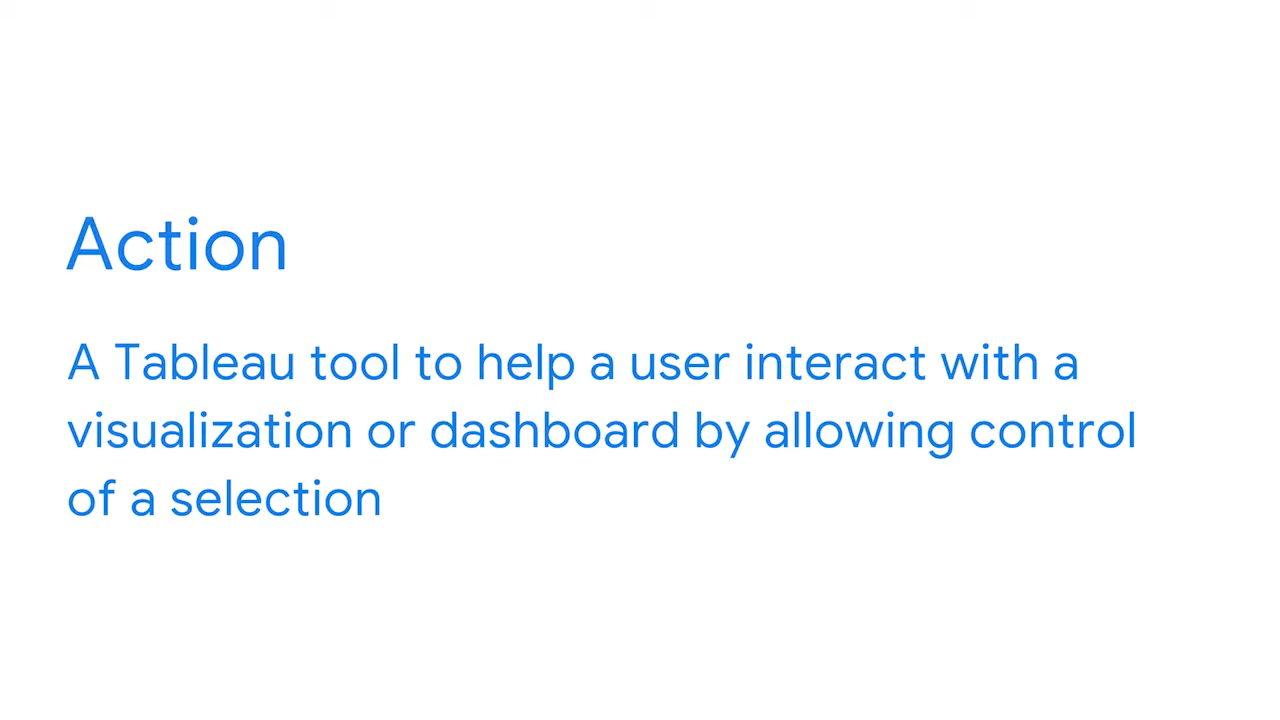 Action
A Tableau tool to help a user interact with a
visualization or dashboard by allowing control
of a selection